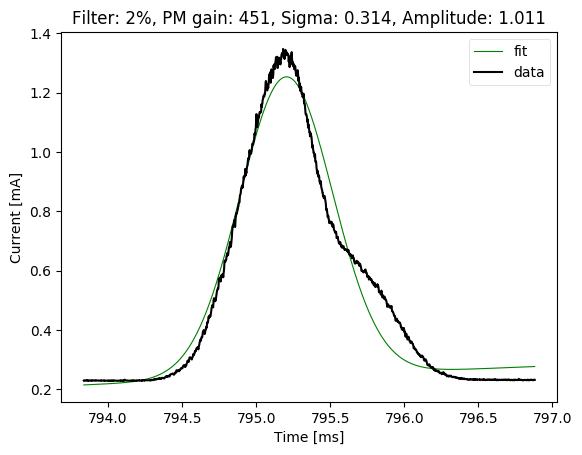 Filter: 2%, PM gain: 451, Sigma: 0.314, Amplitude: 1.011
fit
data
1.4
1.2
1.0
0.8
0.6
0.4
0.2
Current [mA]
794.0 794.5 795.0 795.5 796.0 796.5 797.0
Time [ms]